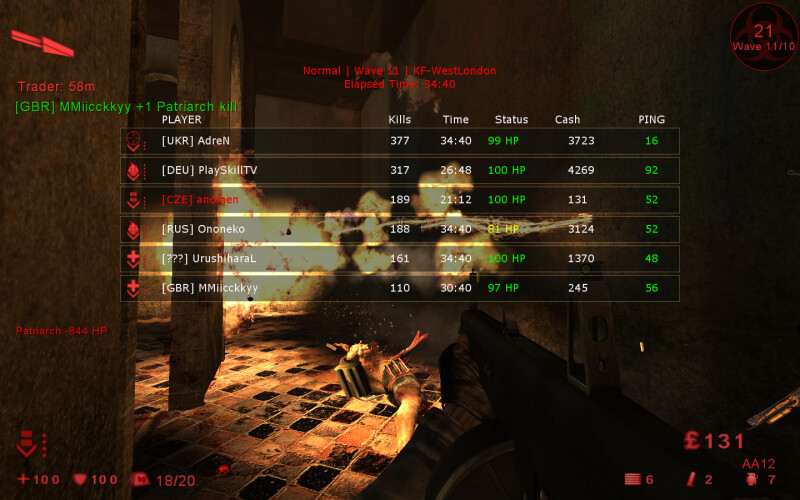 21
Wave 11/10
Normal | Wave 11 | KF-WestLondon
Elapsed Time: 34:40
Trader: 58m
[GBR] MMiicckkyy +1 Patriarch kill
PLAYER Kills Time Status Cash PING
[UKR] AdreN 377 34:40 99 HP 3723 16
[DEU] PlaySkillTV 317 26:48 100 HP 4269 92
[CZE] 189 21:12 100 HP 131 52
[RUS] Ononeko 188 34:40 81 HP 3124 52
[???] UrushiharaL 161 34:40 100 HP 1370 48
[GBR] MMiicckkyy 110 30:40 97 HP 245 56
Patriarch -844 HP
£131
AA12
100 100 18/20 6 2 7